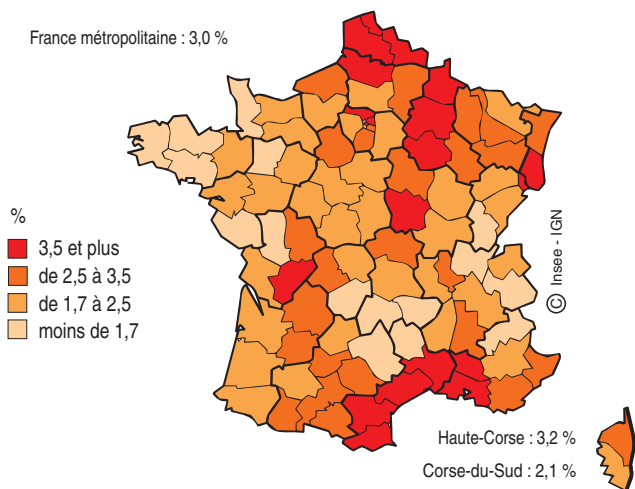 France métropolitaine : 3,0 %
%
3,5 et plus
de 2,5 à 3,5
de 1,7 à 2,5
moins de 1,7
© Insee - IGN
Haute-Corse : 3,2 %
Corse-du-Sud : 2,1 %